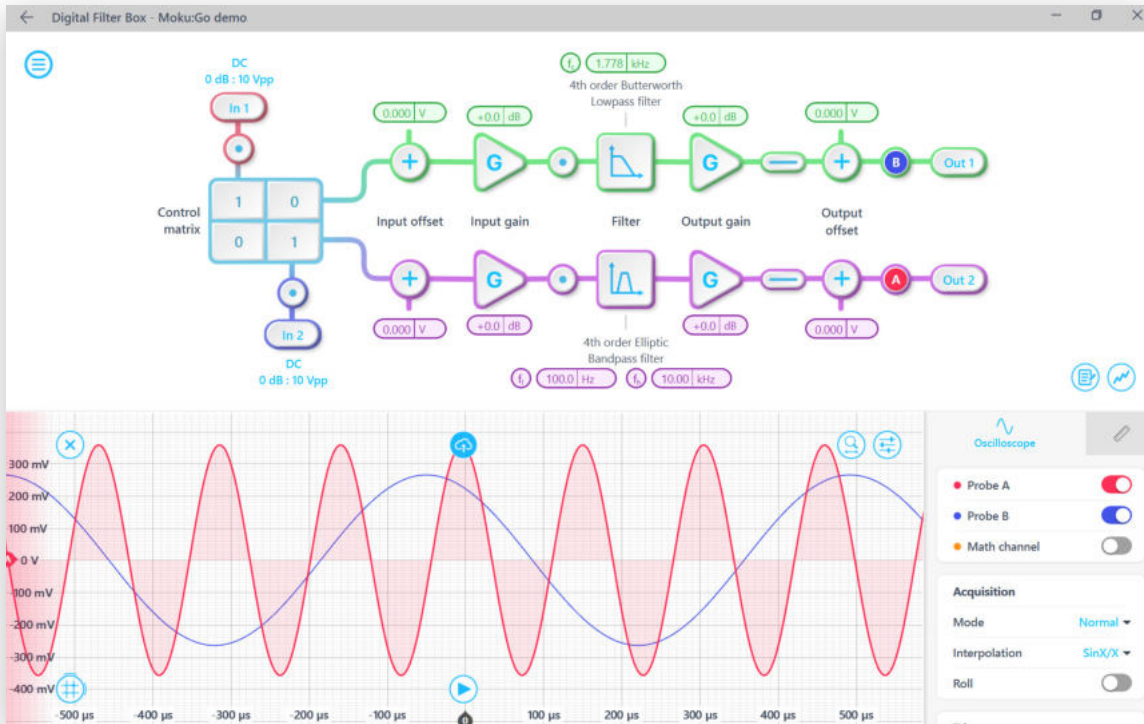 Digital Filter Box - Moku:Go demo
DC
0 dB : 10 Vpp
In 1
Control
matrix
1 0
0 1
In 2
DC
0 dB : 10 Vpp
fc 1.778 kHz
4th order Butterworth
Lowpass filter
0.000 V
+0.0 dB
+0.0 dB
0.000 V
G
G
B
Out 1
Input offset
Input gain
Filter
Output gain
Output
offset
G
G
A
Out 2
0.000 V
+0.0 dB
+0.0 dB
0.000 V
4th order Elliptic
Bandpass filter
100.0 Hz
10.00 kHz
300 mV
200 mV
100 mV
0 V
-100 mV
-200 mV
-300 mV
-400 mV
-500 µs
-400 µs
-300 µs
-200 µs
-100 µs
0
100 µs
200 µs
300 µs
400 µs
500 µs
Oscilloscope
Probe A
Probe B
Math channel
Acquisition
Mode Normal
Interpolation SinX/X
Roll